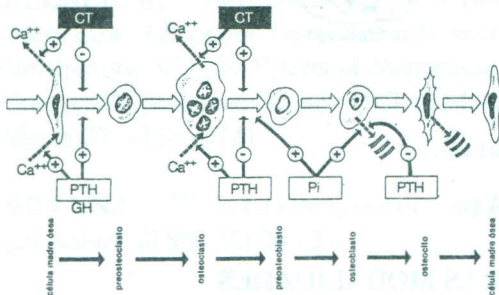 CT
CT
Ca++
Ca++
+
-
+
-
Ca++
Ca++
+
+
+
+
+
+
-
PTH
GH
PTH
Pi
PTH
célula madre ósea
preosteoclasto
osteoclasto
preosteoblasto
osteoblasto
osteocito
célula madre ósea